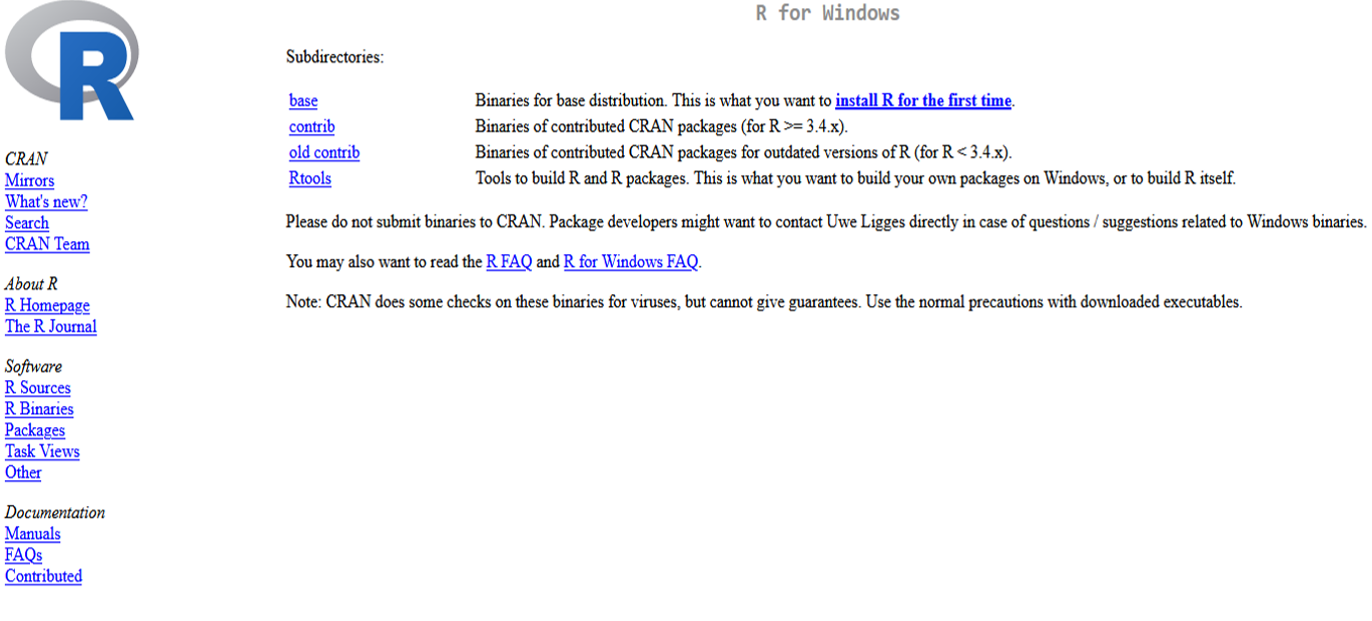 R
CRAN
Mirrors
What's new?
Search
CRAN Team
About R
R Homepage
The R Journal
Software
R Sources
R Binaries
Packages
Task Views
Other
Documentation
Manuals
FAQs
Contributed
R for Windows
Subdirectories:
base Binaries for base distribution. This is what you want to install R for the first time.
contrib Binaries of contributed CRAN packages (for R >= 3.4.x).
old contrib Binaries of contributed CRAN packages for outdated versions of R (for R < 3.4.x).
Rtools Tools to build R and R packages. This is what you want to build your own packages on Windows, or to build R itself.
Please do not submit binaries to CRAN. Package developers might want to contact Uwe Ligges directly in case of questions / suggestions related to Windows binaries.
You may also want to read the R FAQ and R for Windows FAQ.
Note: CRAN does some checks on these binaries for viruses, but cannot give guarantees. Use the normal precautions with downloaded executables.